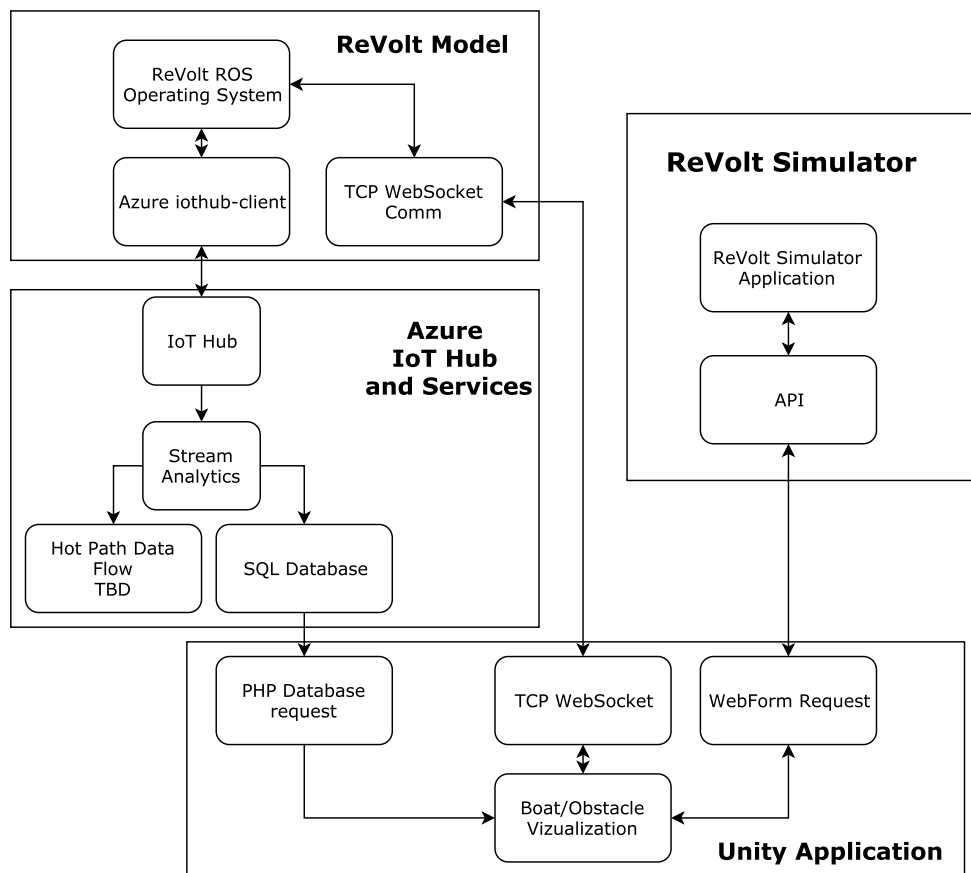 ReVolt Model
ReVolt ROS
Operating System
Azure iothub-client
TCP WebSocket
Comm
ReVolt Simulator
ReVolt Simulator
Application
API
Azure
IoT Hub
and Services
IoT Hub
Stream
Analytics
Hot Path Data
Flow
TBD
SQL Database
PHP Database
request
TCP WebSocket
WebForm Request
Boat/Obstacle
Vizualization
Unity Application